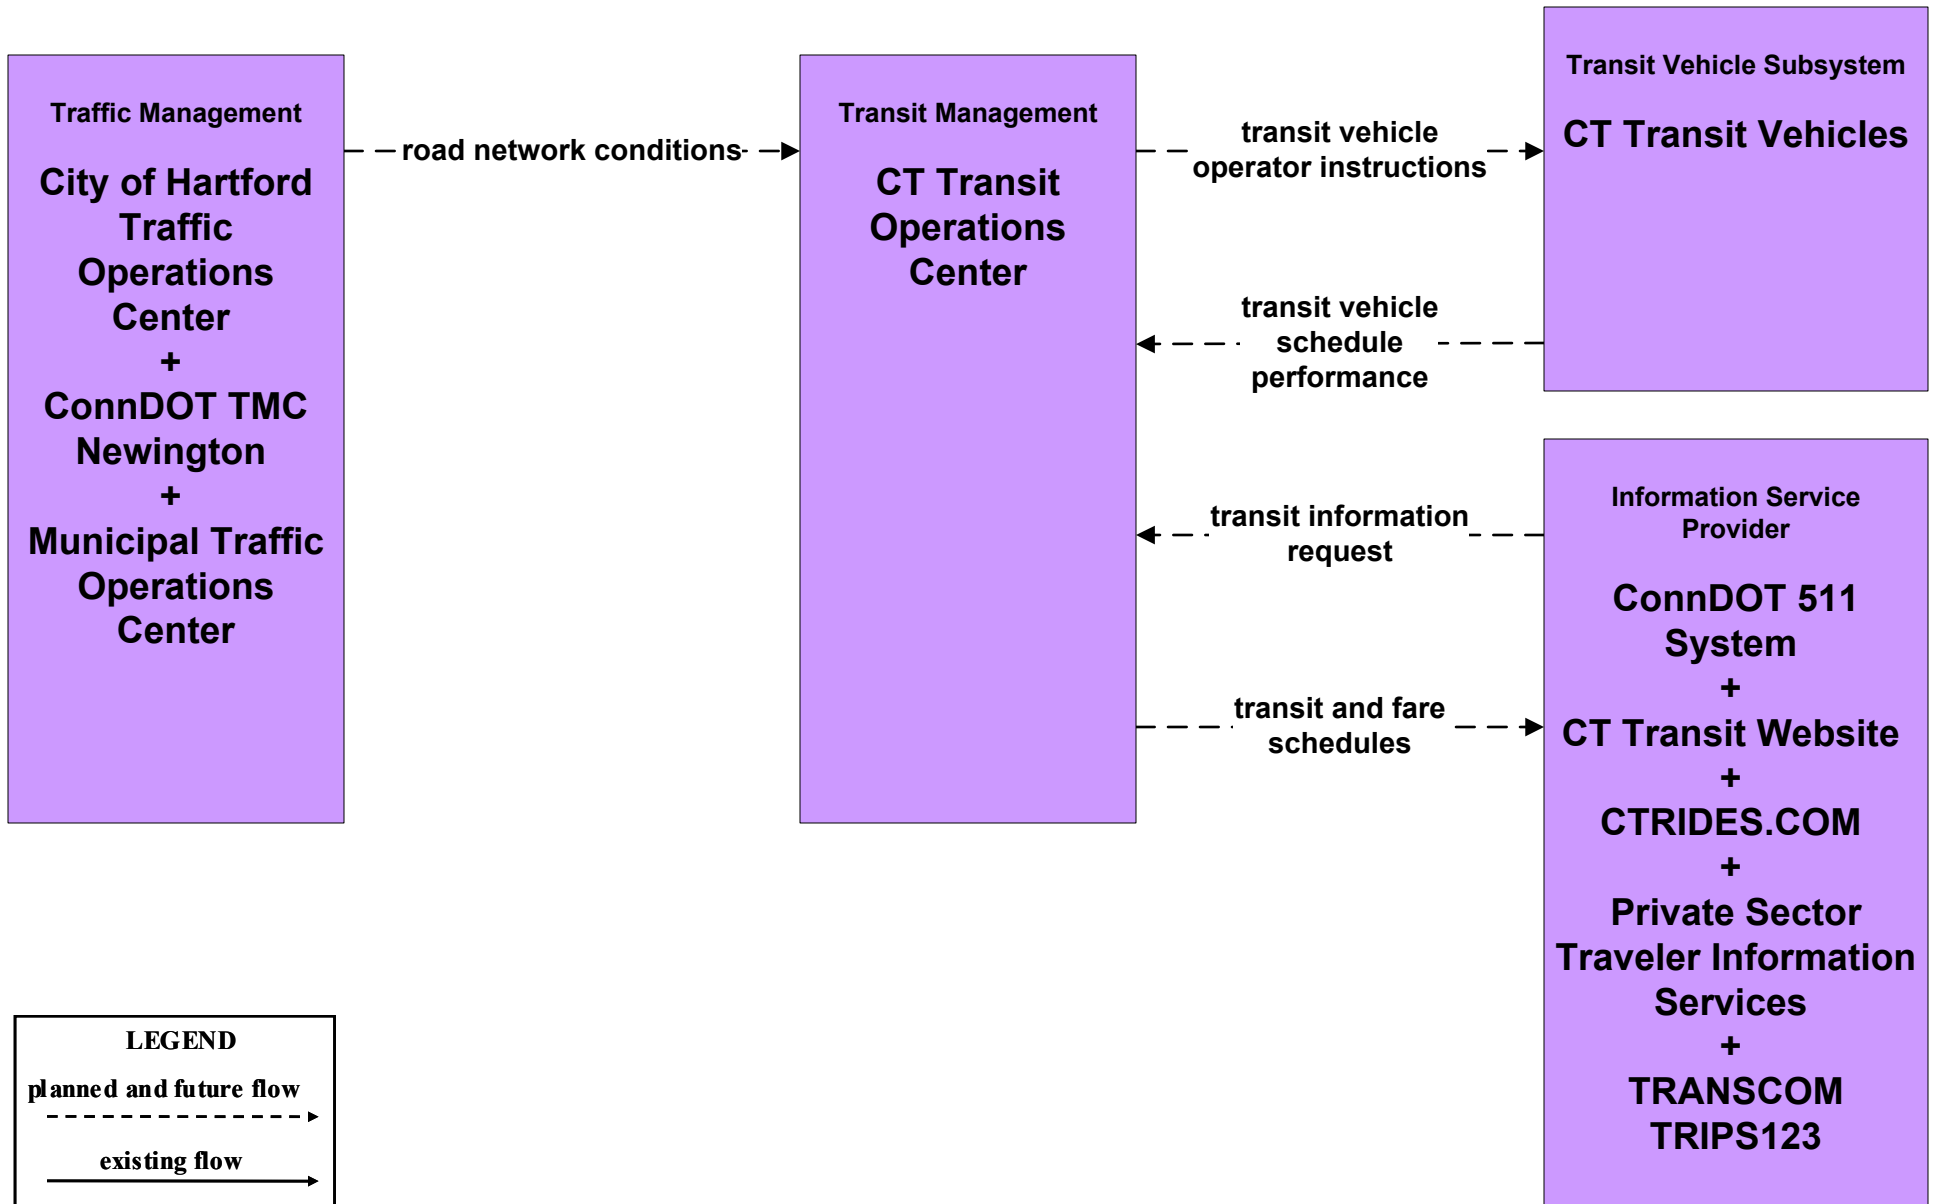 Traffic Management
City of Hartford
Traffic
Operations
Center
+
ConnDOT TMC
Newington
+
Municipal Traffic
Operations
Center
road network conditions
Transit Management
CT Transit
Operations
Center
transit vehicle
operator instructions
transit vehicle
schedule
performance
transit information
request
transit and fare
schedules
Transit Vehicle Subsystem
CT Transit Vehicles
Information Service
Provider
ConnDOT 511
System
+
CT Transit Website
+
CTRIDES.COM
+
Private Sector
Traveler Information
Services
+
TRANSCOM
TRIPS123
LEGEND
planned and future flow
existing flow